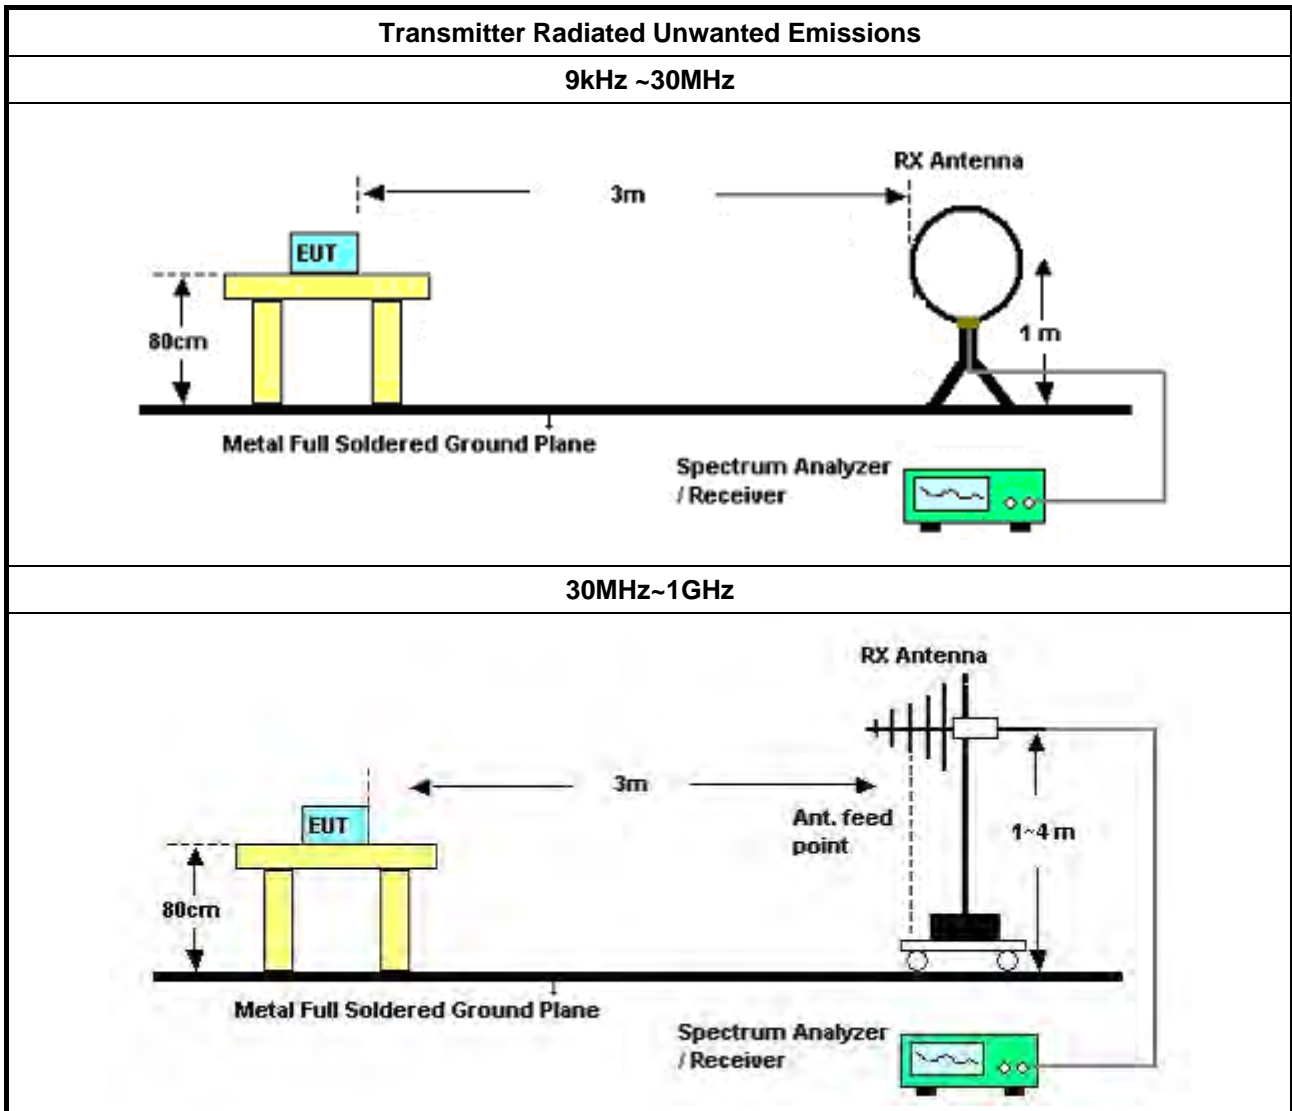 Transmitter Radiated Unwanted Emissions
9kHz ~30MHz
RX Antenna
3m
EUT
80cm
1 m
Metal Full Soldered Ground Plane
Spectrum Analyzer
/ Receiver
30MHz~1GHz
RX Antenna
3m
Ant. feed
point
EUT
1~4 m
80cm
Metal Full Soldered Ground Plane
Spectrum Analyzer
/ Receiver